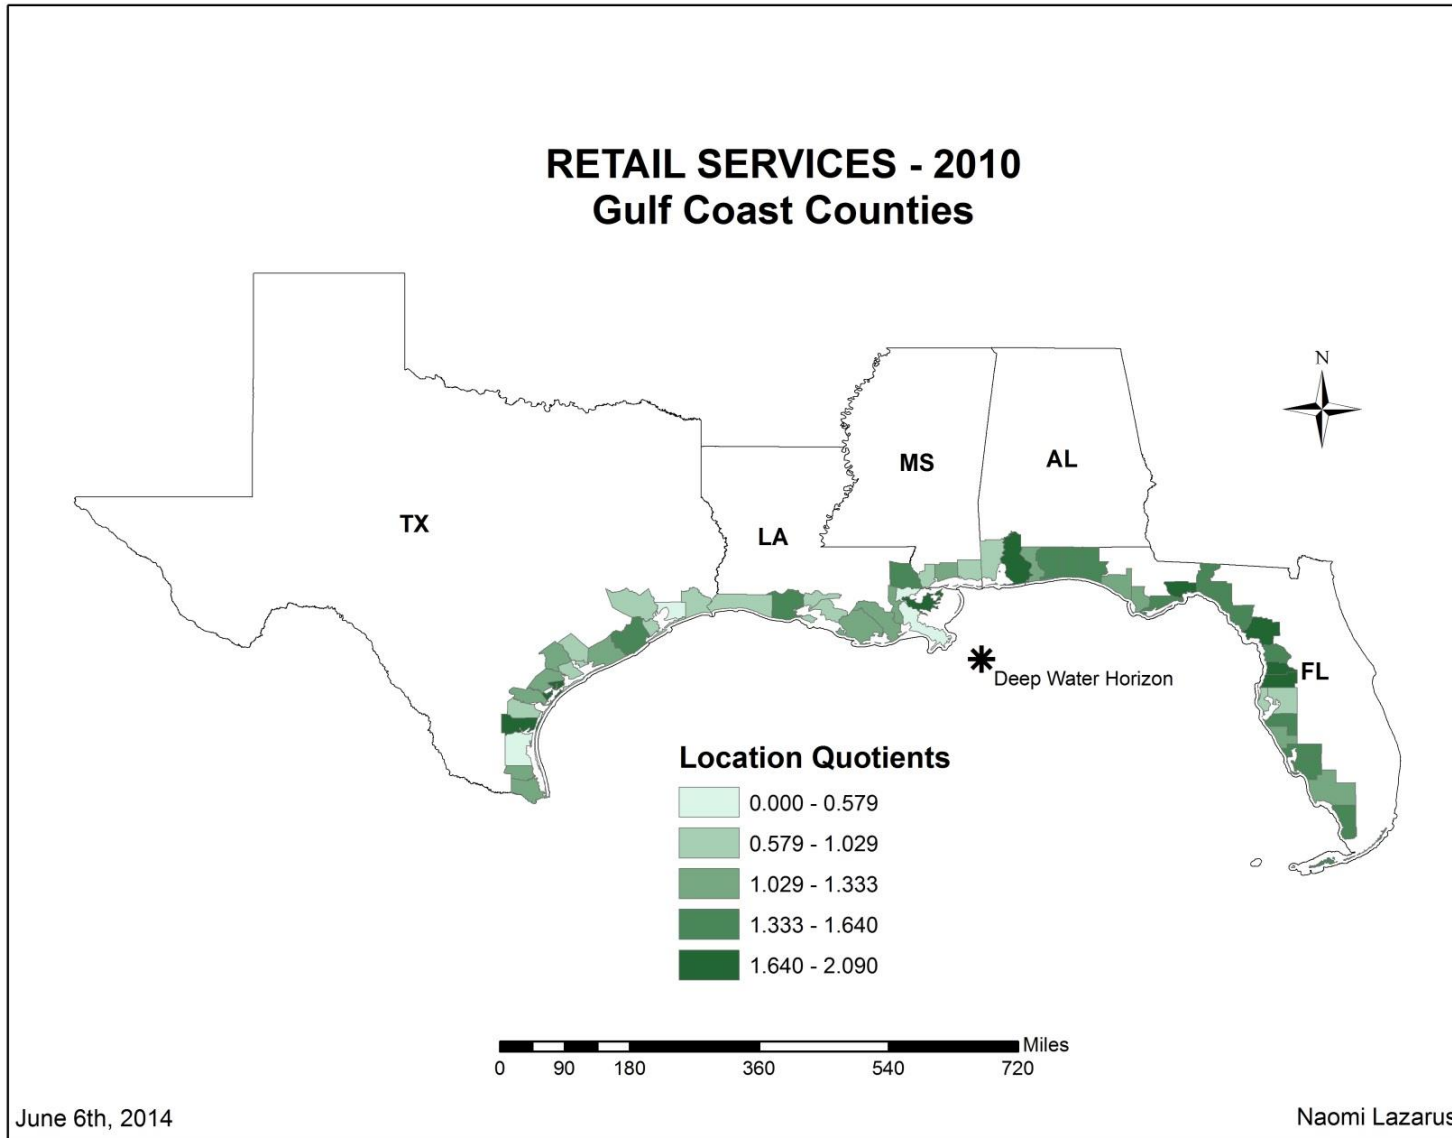 RETAIL SERVICES - 2010
Gulf Coast Counties
N
MS
AL
TX
LA
FL
Deep Water Horizon
Location Quotients
0.000 - 0.579
0.579 - 1.029
1.029 - 1.333
1.333 - 1.640
1.640 - 2.090
Miles
0 90 180 360 540 720
June 6th, 2014
Naomi Lazarus